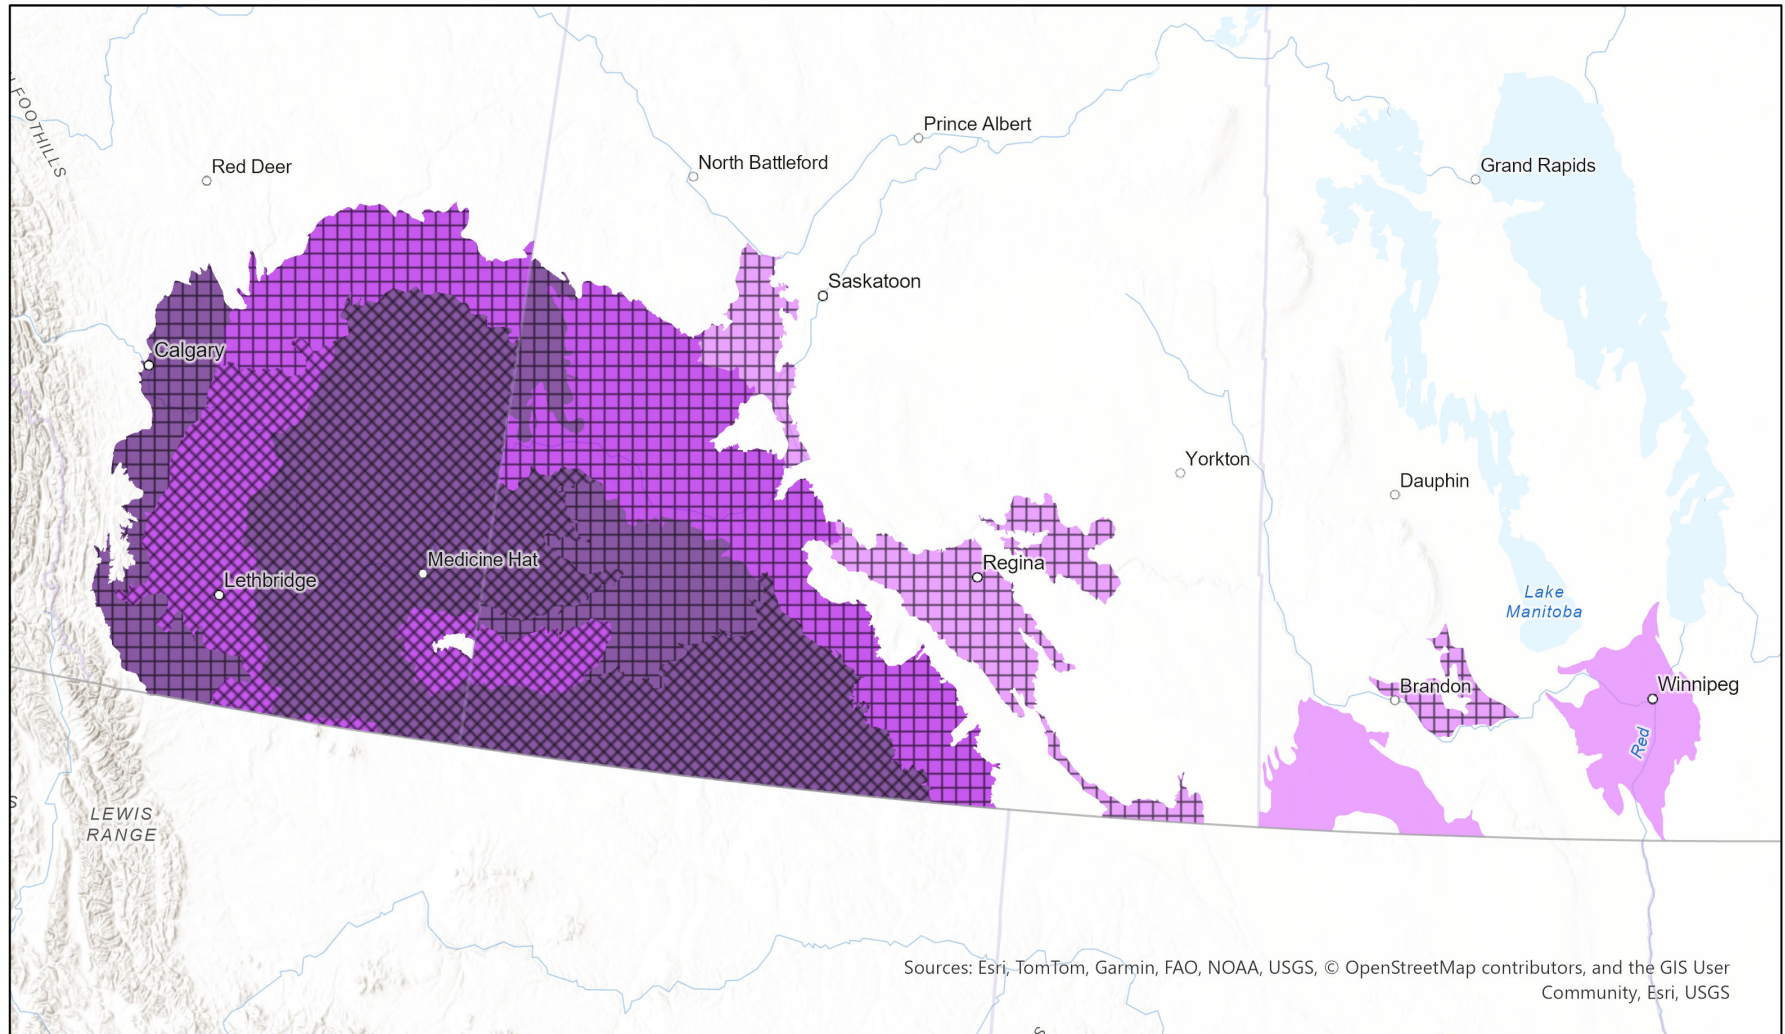 FOOTHILLS
Prince Albert
Red Deer
North Battleford
Grand Rapids
Saskatoon
Calgary
Yorkton
Dauphin
Medicine Hat
Regina
Lethbridge
Lake
Manitoba
Brandon
Winnipeg
Red
S
LEWIS
RANGE
Sources: Esri, TomTom, Garmin, FAO, NOAA, USGS, © OpenStreetMap contributors, and the GIS User
Community, Esri, USGS
S